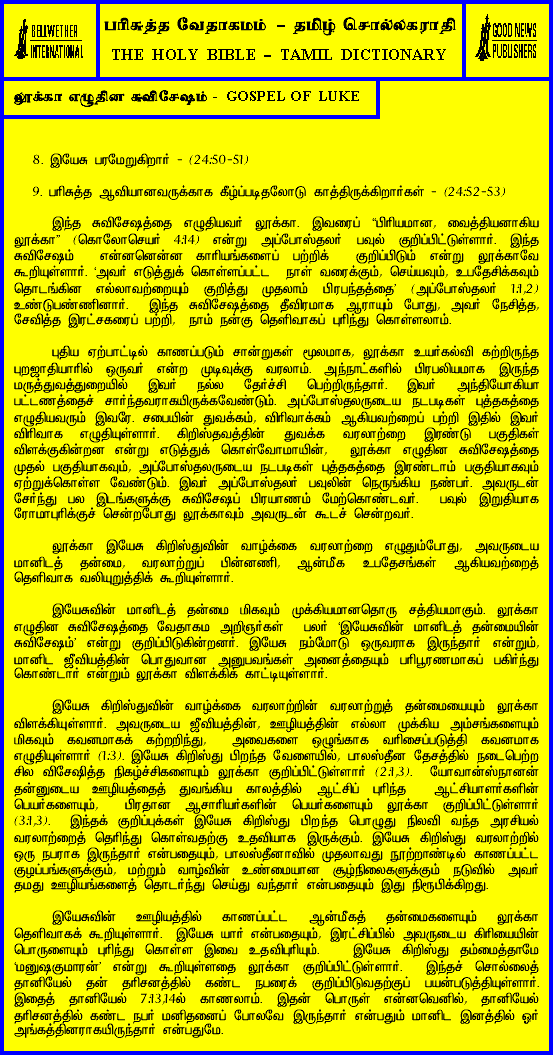 BELLWETHER
INTERNATIONAL
பரிசுத்த வேதாகமம் - தமிழ் சொல்லகராதி
THE HOLY BIBLE - TAMIL DICTIONARY
GOOD NEWS
PUBLISHERS
லூக்கா எழுதின சுவிசேஷம் - GOSPEL OF LUKE
8. இயேசு பரமேறுகிறார் - (24:50-51)
9. பரிசுத்த ஆவியானவருக்காக கீழ்ப்படிதலோடு காத்திருக்கிறார்கள் - (24:52-53)
இந்த சுவிசேஷத்தை எழுதியவர் லூக்கா. இவரைப் “பிரியமான, வைத்தியனாகிய
லூக்கா” (கொலோசெயர் 4:14) என்று அப்போஸ்தலர் பவுல் குறிப்பிட்டுள்ளார். இந்த
சுவிசேஷம் என்னென்ன காரியங்களைப் பற்றிக் குறிப்பிடும் என்று லூக்காவே
கூறியுள்ளார். ‘அவர் எடுத்துக் கொள்ளப்பட்ட நாள் வரைக்கும், செய்யவும், உபதேசிக்கவும்
தொடங்கின எல்லாவற்றையும் குறித்து முதலாம் பிரபந்தத்தை’ (அப்போஸ்தலர் 1:1,2)
உண்டுபண்ணினார். இந்த சுவிசேஷத்தை தீவிரமாக ஆராயும் போது, அவர் நேசித்த,
சேவித்த இரட்சகரைப் பற்றி, நாம் நன்கு தெளிவாகப் புரிந்து கொள்ளலாம்.
புதிய ஏற்பாட்டில் காணப்படும் சான்றுகள் மூலமாக, லூக்கா உயர்கல்வி கற்றிருந்த
புறஜாதியாரில் ஒருவர் என்ற முடிவுக்கு வரலாம். அந்நாட்களில் பிரபலியமாக இருந்த
மருத்துவத்துறையில் இவர் நல்ல தேர்ச்சி பெற்றிருந்தார். இவர் அந்தியோகியா
பட்டணத்தைச் சார்ந்தவராகயிருக்கவேண்டும். அப்போஸ்தலருடைய நடபடிகள் புத்தகத்தை
எழுதியவரும் இவரே. சபையின் துவக்கம், விரிவாக்கம் ஆகியவற்றைப் பற்றி இதில் இவர்
விரிவாக எழுதியுள்ளார். கிறிஸ்தவத்தின் துவக்க வரலாற்றை இரண்டு பகுதிகள்
விளக்குகின்றன என்று எடுத்துக் கொள்வோமாயின், லூக்கா எழுதின சுவிசேஷத்தை
முதல் பகுதியாகவும், அப்போஸ்தலருடைய நடபடிகள் புத்தகத்தை இரண்டாம் பகுதியாகவும்
ஏற்றுக்கொள்ள வேண்டும். இவர் அப்போஸ்தலர் பவுலின் நெருங்கிய நண்பர். அவருடன்
சேர்ந்து பல இடங்களுக்கு சுவிசேஷப் பிரயாணம் மேற்கொண்டவர். பவுல் இறுதியாக
ரோமாபுரிக்குச் சென்றபோது லூக்காவும் அவருடன் கூடச் சென்றவர்.
லூக்கா இயேசு கிறிஸ்துவின் வாழ்க்கை வரலாற்றை எழுதும்போது, அவருடைய
மானிடத் தன்மை, வரலாற்றுப் பின்னணி, ஆன்மீக உபதேசங்கள் ஆகியவற்றைத்
தெளிவாக வலியுறுத்திக் கூறியுள்ளார்.
இயேசுவின் மானிடத் தன்மை மிகவும் முக்கியமானதொரு சத்தியமாகும். லூக்கா
எழுதின சுவிசேஷத்தை வேதாகம அறிஞர்கள் பலர் ‘இயேசுவின் மானிடத் தன்மையின்
சுவிசேஷம்’ என்று குறிப்பிடுகின்றனர். இயேசு நம்மோடு ஒருவராக இருந்தார் என்றும்,
மானிட ஜீவியத்தின் பொதுவான அனுபவங்கள் அனைத்தையும் பரிபூரணமாகப் பகிர்ந்து
கொண்டார் என்றும் லூக்கா விளக்கிக் காட்டியுள்ளார்.
இயேசு கிறிஸ்துவின் வாழ்க்கை வரலாற்றின் வரலாற்றுத் தன்மையையும் லூக்கா
விளக்கியுள்ளார். அவருடைய ஜீவியத்தின், ஊழியத்தின் எல்லா முக்கிய அம்சங்களையும்
மிகவும் கவனமாகக் கற்றறிந்து, அவைகளை ஒழுங்காக வரிசைப்படுத்தி கவனமாக
எழுதியுள்ளார் (1:3). இயேசு கிறிஸ்து பிறந்த வேளையில், பாலஸ்தீன தேசத்தில் நடைபெற்ற
சில விசேஷித்த நிகழ்ச்சிகளையும் லூக்கா குறிப்பிட்டுள்ளார் (2:1,3). யோவான்ஸ்நானன்
தன்னுடைய ஊழியத்தைத் துவங்கிய காலத்தில் ஆட்சிப் புரிந்த ஆட்சியாளர்களின்
பெயர்களையும், பிரதான ஆசாரியர்களின் பெயர்களையும் லூக்கா குறிப்பிட்டுள்ளார்
(3:1,3). இந்தக் குறிப்புக்கள் இயேசு கிறிஸ்து பிறந்த பொழுது நிலவி வந்த அரசியல்
வரலாற்றைத் தெரிந்து கொள்வதற்கு உதவியாக இருக்கும். இயேசு கிறிஸ்து வரலாற்றில்
ஒரு நபராக இருந்தார் என்பதையும், பாலஸ்தீனாவில் முதலாவது நூற்றாண்டில் காணப்பட்ட
குழப்பங்களுக்கும், மற்றும் வாழ்வின் உண்மையான சூழ்நிலைகளுக்கும் நடுவில் அவர்
தமது ஊழியங்களைத் தொடர்ந்து செய்து வந்தார் என்பதையும் இது நிரூபிக்கிறது.
இயேசுவின் ஊழியத்தில் காணப்பட்ட ஆன்மீகத் தன்மைகளையும் லூக்கா
தெளிவாகக் கூறியுள்ளார். இயேசு யார் என்பதையும், இரட்சிப்பில் அவருடைய கிரியையின்
பொருளையும் புரிந்து கொள்ள இவை உதவிபுரியும். இயேசு கிறிஸ்து தம்மைத்தாமே
‘மனுஷகுமாரன்’ என்று கூறியுள்ளதை லூக்கா குறிப்பிட்டுள்ளார். இந்தச் சொல்லைத்
தானியேல் தன் தரிசனத்தில் கண்ட நபரைக் குறிப்பிடுவதற்குப் பயன்படுத்தியுள்ளார்.
இதைத் தானியேல் 7:13,14ல் காணலாம். இதன் பொருள் என்னவெனில், தானியேல்
தரிசனத்தில் கண்ட நபர் மனிதனைப் போலவே இருந்தார் என்பதும் மானிட இனத்தில் ஓர்
அங்கத்தினராகயிருந்தார் என்பதுமே.